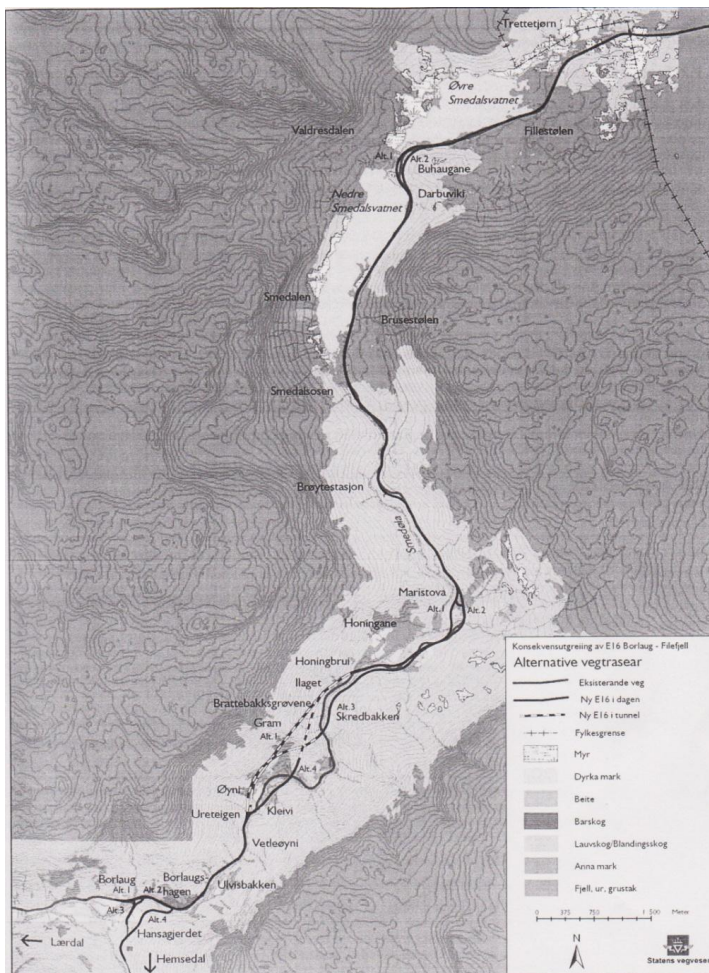 Trettetjørn
Øvre
Smedalsvatnet
Valdresdalen
Fillestølen
Alt.1
Alt.2
Buhaugane
Nedre
Smedalsvatnet
Darbuviki
Smedalen
Brusestølen
Smedalsosen
Brøytestasjon
Smedøla
Maristova
Alt.1
Alt.2
Honingane
Honingbrui
Ilaget
Brattebakksgrøvene
Alt.3
Skredbakken
Gram
Alt.1
Alt.4
Øyni
Kleivi
Ureteigen
Vetleøyni
Borlaug
Borlaugs-
hagen
Ulvisbakken
Alt.1
Alt.2
Alt.3
Alt.4
Hansagjerdet
Lærdal
Hemsedal
Konsekvensutgreiing av E16 Borlaug - Filefjell
Alternative vegtrasear
Eksisterande veg
Ny E16 i dagen
Ny E16 i tunnel
Fylkesgrense
Myr
Dyrka mark
Beite
Barskog
Lauvskog/Blandingsskog
Anna mark
Fjell, ur, grustak
0 375 750 1 500 Meter
N
Statens vegvesen